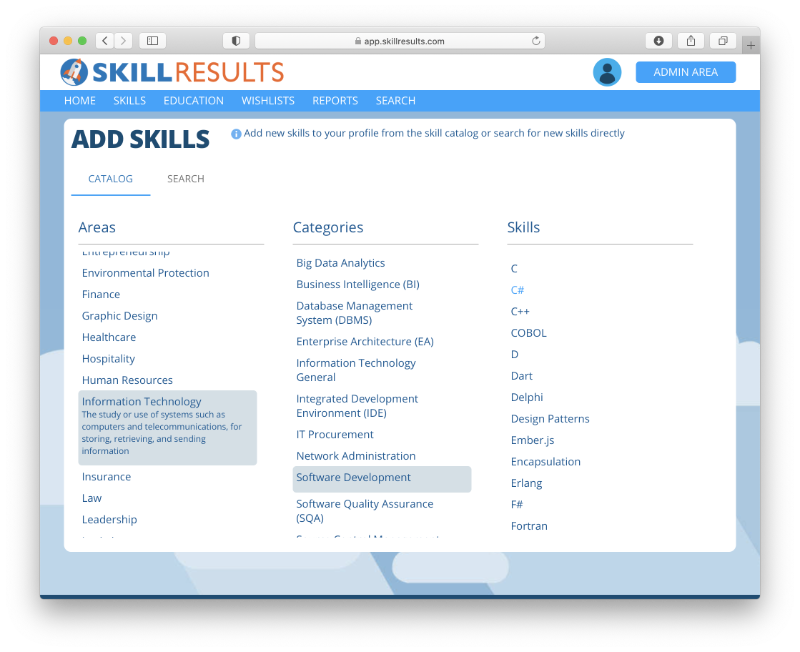 app.skillresults.com
SKILLRESULTS
ADMIN AREA
HOME SKILLS EDUCATION WISHLISTS REPORTS SEARCH
ADD SKILLS
Add new skills to your profile from the skill catalog or search for new skills directly
CATALOG SEARCH
Areas
Entrepreneurship
Environmental Protection
Finance
Graphic Design
Healthcare
Hospitality
Human Resources
Information Technology
The study or use of systems such as
computers and telecommunications, for
storing, retrieving, and sending
information
Insurance
Law
Leadership
Categories
Big Data Analytics
Business Intelligence (BI)
Database Management
System (DBMS)
Enterprise Architecture (EA)
Information Technology
General
Integrated Development
Environment (IDE)
IT Procurement
Network Administration
Software Development
Software Quality Assurance
(SQA)
Skills
C
C#
C++
COBOL
D
Dart
Delphi
Design Patterns
Ember.js
Encapsulation
Erlang
F#
Fortran